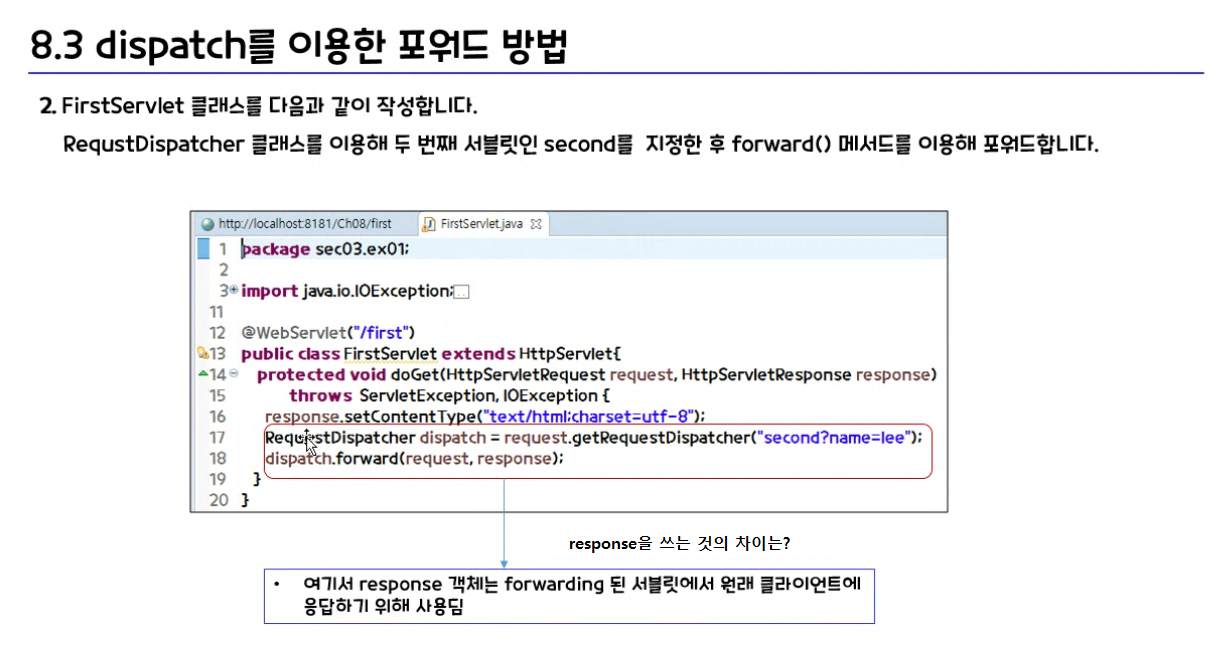 8.3 dispatch를 이용한 포워드 방법
2. FirstServlet 클래스를 다음과 같이 작성합니다.
RequstDispatcher 클래스를 이용해 두 번째 서블릿인 second를 지정한 후 forward() 메서드를 이용해 포워드합니다.
http://localhost:8181/Ch08/first FirstServlet.java
1 package sec03.ex01;
2
3 import java.io.IOException;
11
12 @WebServlet("/first")
13 public class FirstServlet extends HttpServlet{
14 protected void doGet(HttpServletRequest request, HttpServletResponse response)
15 throws ServletException, IOException {
16 response.setContentType("text/html;charset=utf-8");
17 RequestDispatcher dispatch = request.getRequestDispatcher("second?name=lee");
18 dispatch.forward(request, response);
19 }
20 }
response을 쓰는 것의 차이는?
• 여기서 response 객체는 forwarding 된 서블릿에서 원래 클라이언트에
응답하기 위해 사용딤